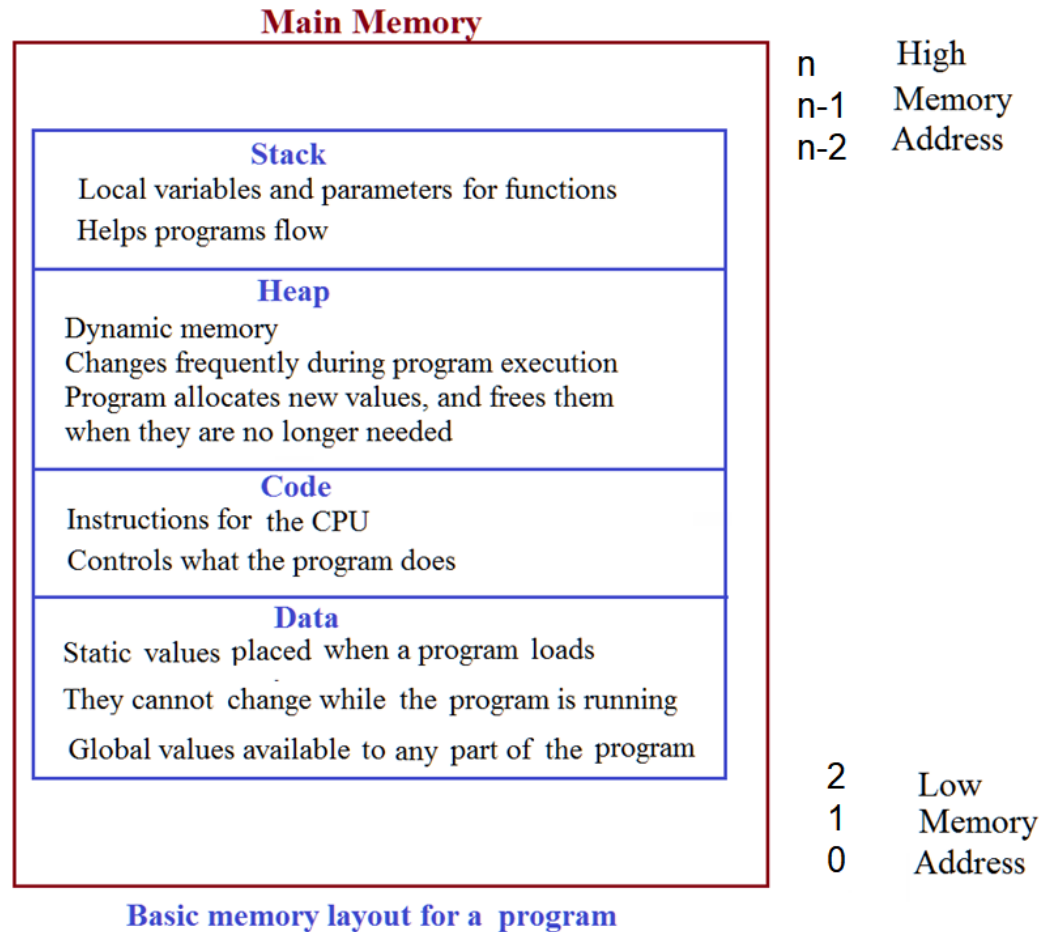 Main Memory
n High
n-1 Memory
n-2 Address
Stack
Local variables and parameters for functions
Helps programs flow
Heap
Dynamic memory
Changes frequently during program execution
Program allocates new values, and frees them
when they are no longer needed
Code
Instructions for the CPU
Controls what the program does
Data
Static values placed when a program loads
They cannot change while the program is running
Global values available to any part of the program
2 Low
1 Memory
0 Address
Basic memory layout for a program